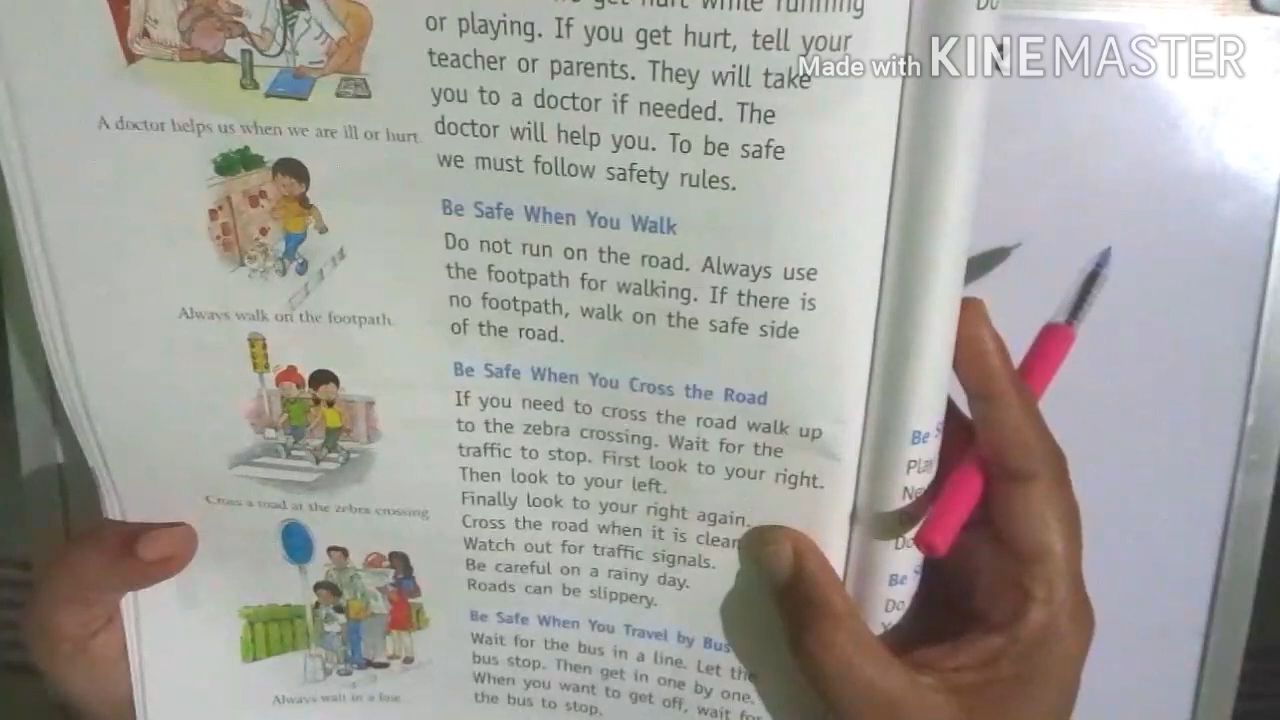 get hurt while running
or playing. If you get hurt, tell your
teacher or parents. They will take
you to a doctor if needed. The
doctor will help you. To be safe
we must follow safety rules.
A doctor helps us when we are ill or hurt.
Be Safe When You Walk
Do not run on the road. Always use
the footpath for walking. If there is
no footpath, walk on the safe side
of the road.
Always walk on the footpath.
Be Safe When You Cross the Road
If you need to cross the road walk up
to the zebra crossing. Wait for the
traffic to stop. First look to your right.
Then look to your left.
Finally look to your right again.
Cross the road when it is clear
Watch out for traffic signals.
Be careful on a rainy day.
Roads can be slippery.
Cross a road at the zebra crossing
Be Safe When You Travel by Bus
Wait for the bus in a line. Let the
bus stop. Then get in one by one.
When you want to get off, wait for
the bus to stop.
Always wait in a line.
Made with KINEMASTER
Do
Be
Be
Do